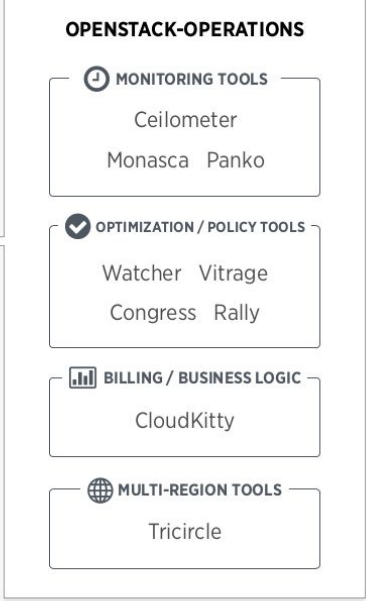 OPENSTACK-OPERATIONS
MONITORING TOOLS
Ceilometer
Monasca Panko
OPTIMIZATION / POLICY TOOLS
Watcher Vitrage
Congress Rally
BILLING / BUSINESS LOGIC
CloudKitty
MULTI-REGION TOOLS
Tricircle